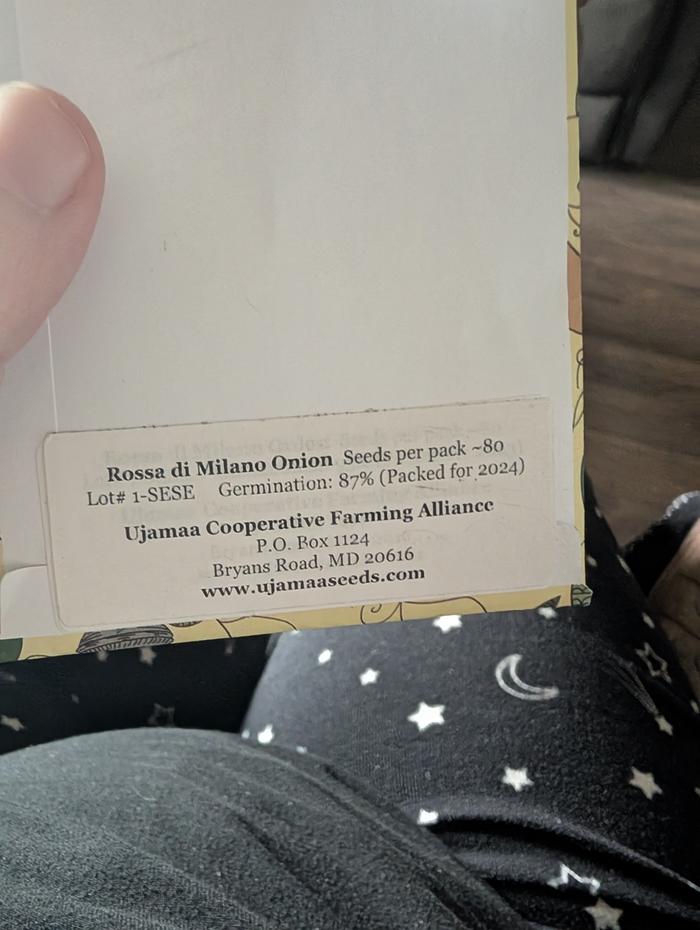 Rossa di Milano Onion Seeds per pack ~80
Lot# 1-SESE Germination: 87% (Packed for 2024)
Ujamaa Cooperative Farming Alliance
P.O. Box 1124
Bryans Road, MD 20616
www.ujamaaseeds.com